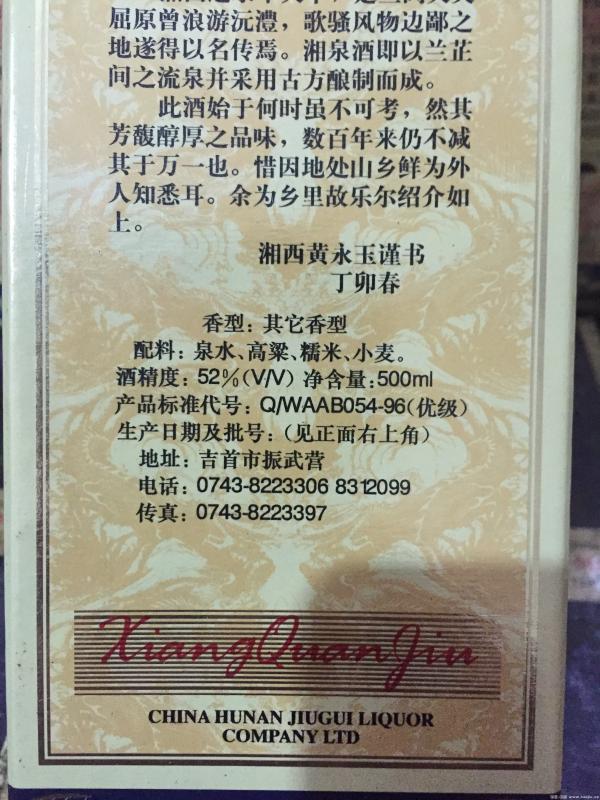 屈原曾浪游沅澧，歌骚风物边鄙之
地遂得以名传焉。湘泉酒即以兰芷
间之流泉并采用古方酿制而成。
此酒始于何时虽不可考，然其
芳馥醇厚之品味，数百年来仍不减
其于万一也。惜因地处山乡鲜为外
人知悉耳。余为乡里故乐尔绍介如
上。
湘西黄永玉谨书
丁卯春
香型：其它香型
配料：泉水、高粱、糯米、小麦。
酒精度：52%(V/V) 净含量:500ml
产品标准代号：Q/WAAB054-96(优级)
生产日期及批号：(见正面右上角)
地址：吉首市振武营
电话：0743-8223306 8312099
传真：0743-8223397
XiangQuanJiu
CHINA HUNAN JIUGUI LIQUOR
COMPANY LTD